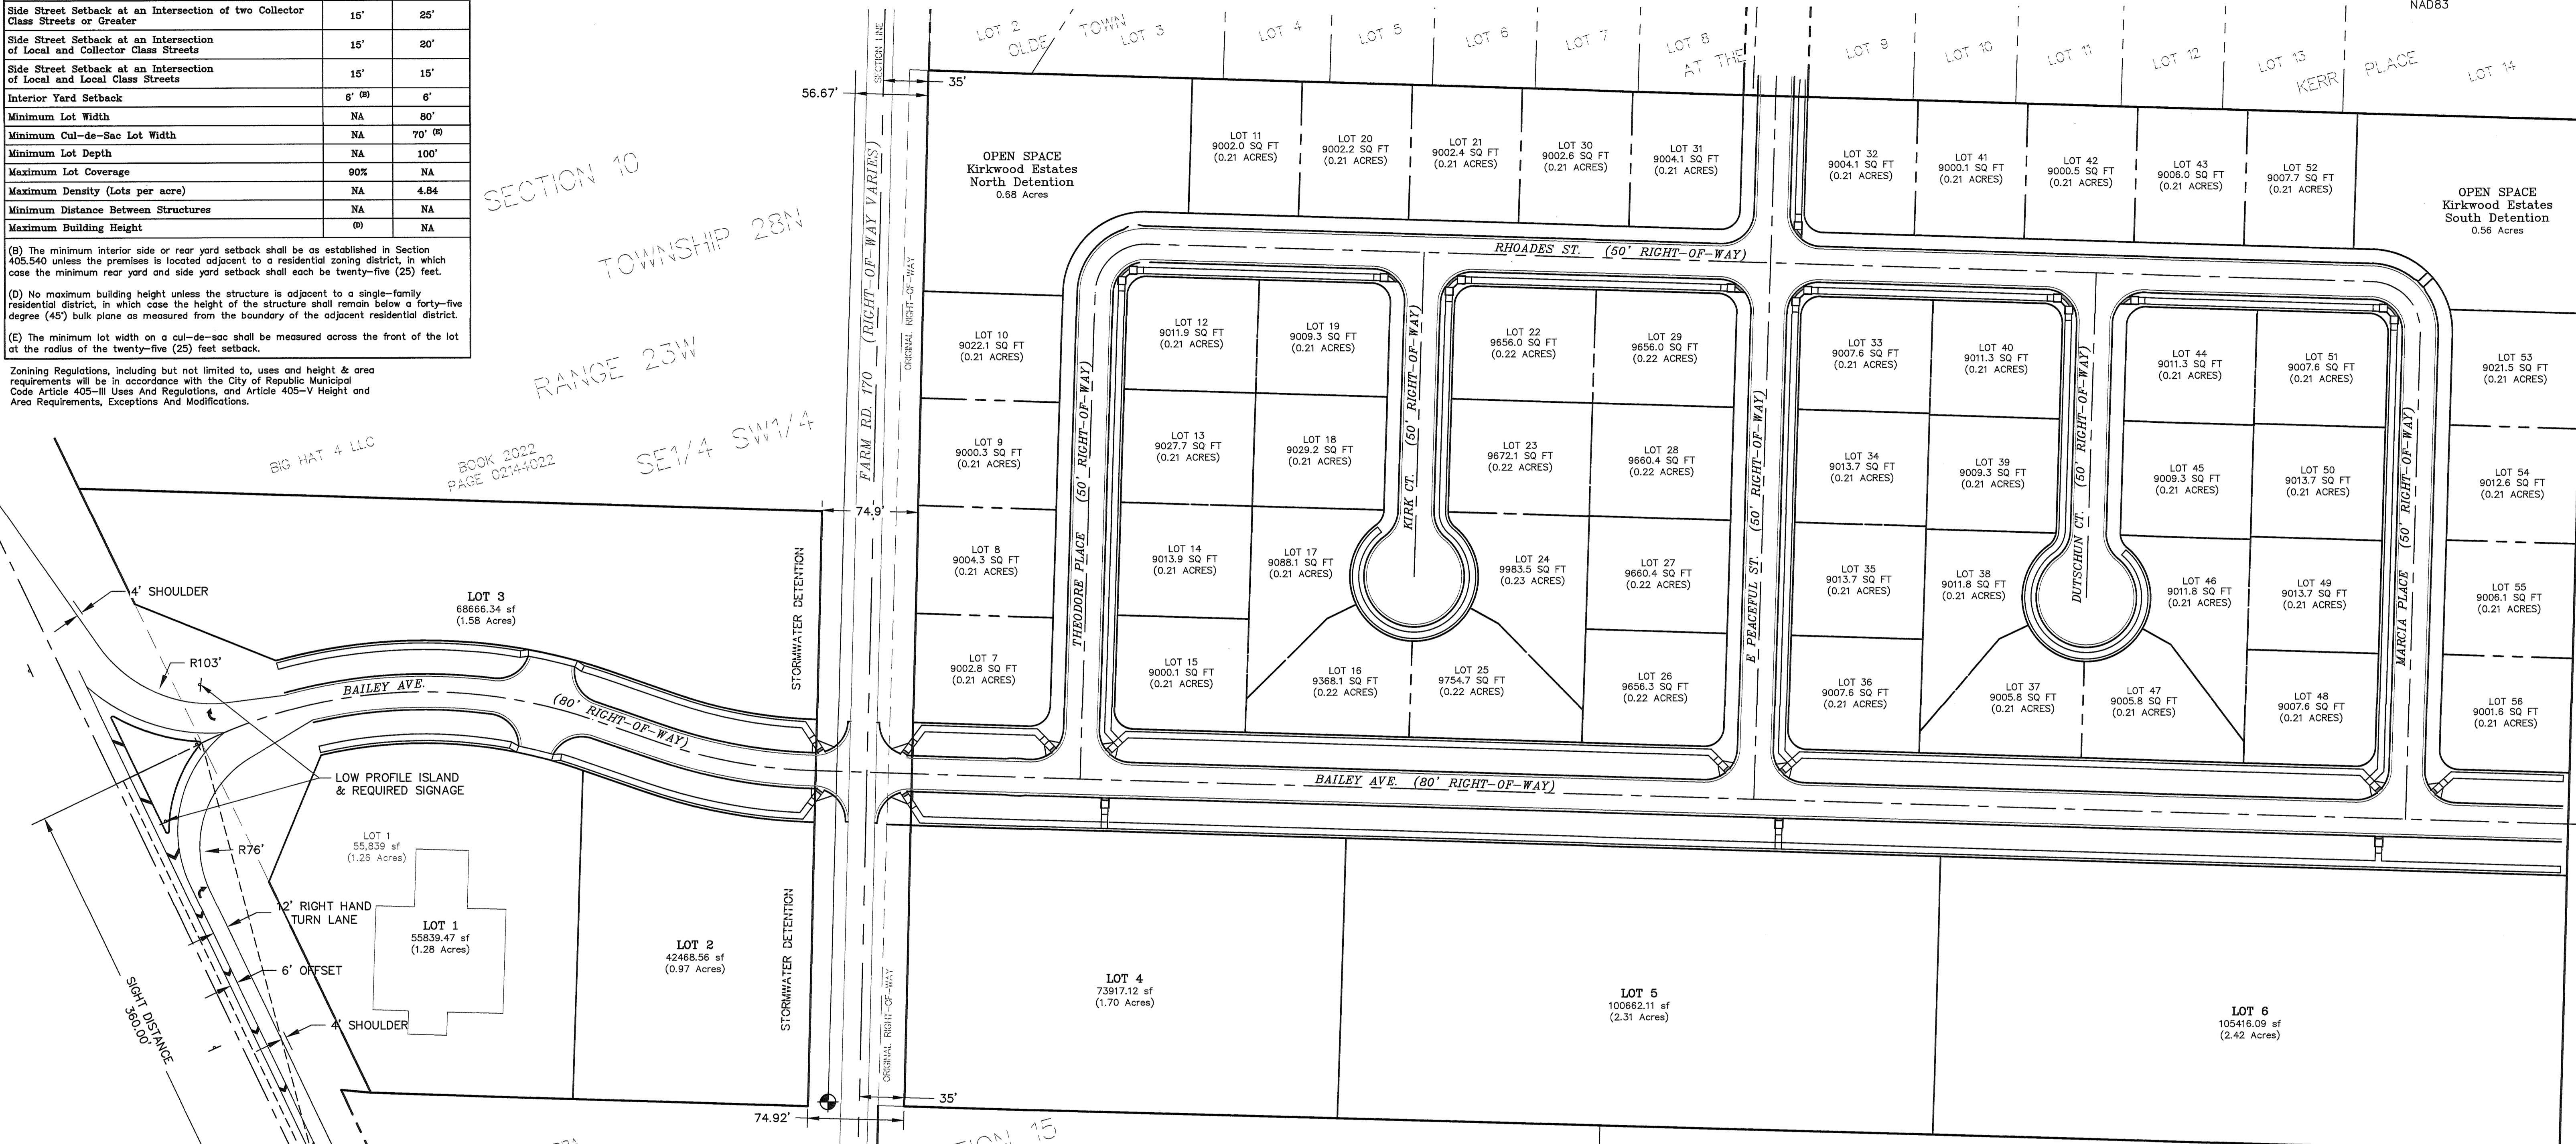 Side Street Setback at an Intersection of two Collector
Class Streets or Greater
15'
25'
Side Street Setback at an Intersection
of Local and Collector Class Streets
15'
20'
Side Street Setback at an Intersection
of Local and Local Class Streets
15'
15'
Interior Yard Setback
6' (B)
6'
Minimum Lot Width
NA
80'
Minimum Cul-de-Sac Lot Width
NA
70' (E)
Minimum Lot Depth
NA
100'
Maximum Lot Coverage
90%
NA
Maximum Density (Lots per acre)
NA
4.84
Minimum Distance Between Structures
NA
NA
Maximum Building Height
(D)
NA
(B) The minimum interior side or rear yard setback shall be as established in Section
405.540 unless the premises is located adjacent to a residential zoning district, in which
case the minimum rear yard and side yard setback shall each be twenty-five (25) feet.
(D) No maximum building height unless the structure is adjacent to a single-family
residential district, in which case the height of the structure shall remain below a forty-five
degree (45°) bulk plane as measured from the boundary of the adjacent residential district.
(E) The minimum lot width on a cul-de-sac shall be measured across the front of the lot
at the radius of the twenty-five (25) feet setback.
Zonining Regulations, including but not limited to, uses and height & area
requirements will be in accordance with the City of Republic Municipal
Code Article 405-III Uses And Regulations, and Article 405-V Height and
Area Requirements, Exceptions And Modifications.
SECTION 10
TOWNSHIP 28N
RANGE 23W
SE1/4 SW1/4
BIG HAT 4 LLC
BOOK 2022
PAGE 02144022
NAD83
LOT 2
OLDE TOWN
LOT 3
LOT 4
LOT 5
LOT 6
LOT 7
LOT 8
AT THE
LOT 9
LOT 10
LOT 11
LOT 12
LOT 13
KERR PLACE
LOT 14
SECTION LINE
35'
56.67'
FARM RD. 170 (RIGHT-OF-WAY VARIES)
ORIGINAL RIGHT-OF-WAY
OPEN SPACE
Kirkwood Estates
North Detention
0.68 Acres
LOT 11
9002.0 SQ FT
(0.21 ACRES)
LOT 20
9002.2 SQ FT
(0.21 ACRES)
LOT 21
9002.4 SQ FT
(0.21 ACRES)
LOT 30
9002.6 SQ FT
(0.21 ACRES)
LOT 31
9004.1 SQ FT
(0.21 ACRES)
LOT 32
9004.1 SQ FT
(0.21 ACRES)
LOT 41
9000.1 SQ FT
(0.21 ACRES)
LOT 42
9000.5 SQ FT
(0.21 ACRES)
LOT 43
9006.0 SQ FT
(0.21 ACRES)
LOT 52
9007.7 SQ FT
(0.21 ACRES)
OPEN SPACE
Kirkwood Estates
South Detention
0.56 Acres
RHOADES ST. (50' RIGHT-OF-WAY)
LOT 10
9022.1 SQ FT
(0.21 ACRES)
LOT 12
9011.9 SQ FT
(0.21 ACRES)
LOT 19
9009.3 SQ FT
(0.21 ACRES)
LOT 22
9656.0 SQ FT
(0.22 ACRES)
LOT 29
9656.0 SQ FT
(0.22 ACRES)
LOT 33
9007.6 SQ FT
(0.21 ACRES)
LOT 40
9011.3 SQ FT
(0.21 ACRES)
LOT 44
9011.3 SQ FT
(0.21 ACRES)
LOT 51
9007.6 SQ FT
(0.21 ACRES)
LOT 53
9021.5 SQ FT
(0.21 ACRES)
THEODORE PLACE (50' RIGHT-OF-WAY)
KIRK CT. (50' RIGHT-OF-WAY)
E PEACEFUL ST. (50' RIGHT-OF-WAY)
DUTSCHUN CT. (50' RIGHT-OF-WAY)
MARCIA PLACE (50' RIGHT-OF-WAY)
LOT 9
9000.3 SQ FT
(0.21 ACRES)
LOT 13
9027.7 SQ FT
(0.21 ACRES)
LOT 18
9029.2 SQ FT
(0.21 ACRES)
LOT 23
9672.1 SQ FT
(0.22 ACRES)
LOT 28
9660.4 SQ FT
(0.22 ACRES)
LOT 34
9013.7 SQ FT
(0.21 ACRES)
LOT 39
9009.3 SQ FT
(0.21 ACRES)
LOT 45
9009.3 SQ FT
(0.21 ACRES)
LOT 50
9013.7 SQ FT
(0.21 ACRES)
LOT 54
9012.6 SQ FT
(0.21 ACRES)
74.9'
LOT 8
9004.3 SQ FT
(0.21 ACRES)
LOT 14
9013.9 SQ FT
(0.21 ACRES)
LOT 17
9088.1 SQ FT
(0.21 ACRES)
LOT 24
9983.5 SQ FT
(0.23 ACRES)
LOT 27
9660.4 SQ FT
(0.22 ACRES)
LOT 35
9013.7 SQ FT
(0.21 ACRES)
LOT 38
9011.8 SQ FT
(0.21 ACRES)
LOT 46
9011.8 SQ FT
(0.21 ACRES)
LOT 49
9013.7 SQ FT
(0.21 ACRES)
LOT 55
9006.1 SQ FT
(0.21 ACRES)
LOT 7
9002.8 SQ FT
(0.21 ACRES)
LOT 15
9000.1 SQ FT
(0.21 ACRES)
LOT 16
9368.1 SQ FT
(0.22 ACRES)
LOT 25
9754.7 SQ FT
(0.22 ACRES)
LOT 26
9656.3 SQ FT
(0.22 ACRES)
LOT 36
9007.6 SQ FT
(0.21 ACRES)
LOT 37
9005.8 SQ FT
(0.21 ACRES)
LOT 47
9005.8 SQ FT
(0.21 ACRES)
LOT 48
9007.6 SQ FT
(0.21 ACRES)
LOT 56
9001.6 SQ FT
(0.21 ACRES)
4' SHOULDER
LOT 3
68666.34 sf
(1.58 Acres)
STORMWATER DETENTION
R103'
BAILEY AVE.
(80' RIGHT-OF-WAY)
BAILEY AVE. (80' RIGHT-OF-WAY)
LOW PROFILE ISLAND
& REQUIRED SIGNAGE
LOT 1
55,839 sf
(1.26 Acres)
R76'
12' RIGHT HAND
TURN LANE
LOT 1
55839.47 sf
(1.28 Acres)
LOT 2
42468.56 sf
(0.97 Acres)
STORMWATER DETENTION
6' OFFSET
4' SHOULDER
SIGHT DISTANCE
360.00'
ORIGINAL RIGHT-OF-WAY
LOT 4
73917.12 sf
(1.70 Acres)
LOT 5
100662.11 sf
(2.31 Acres)
LOT 6
105416.09 sf
(2.42 Acres)
35'
74.92'
15